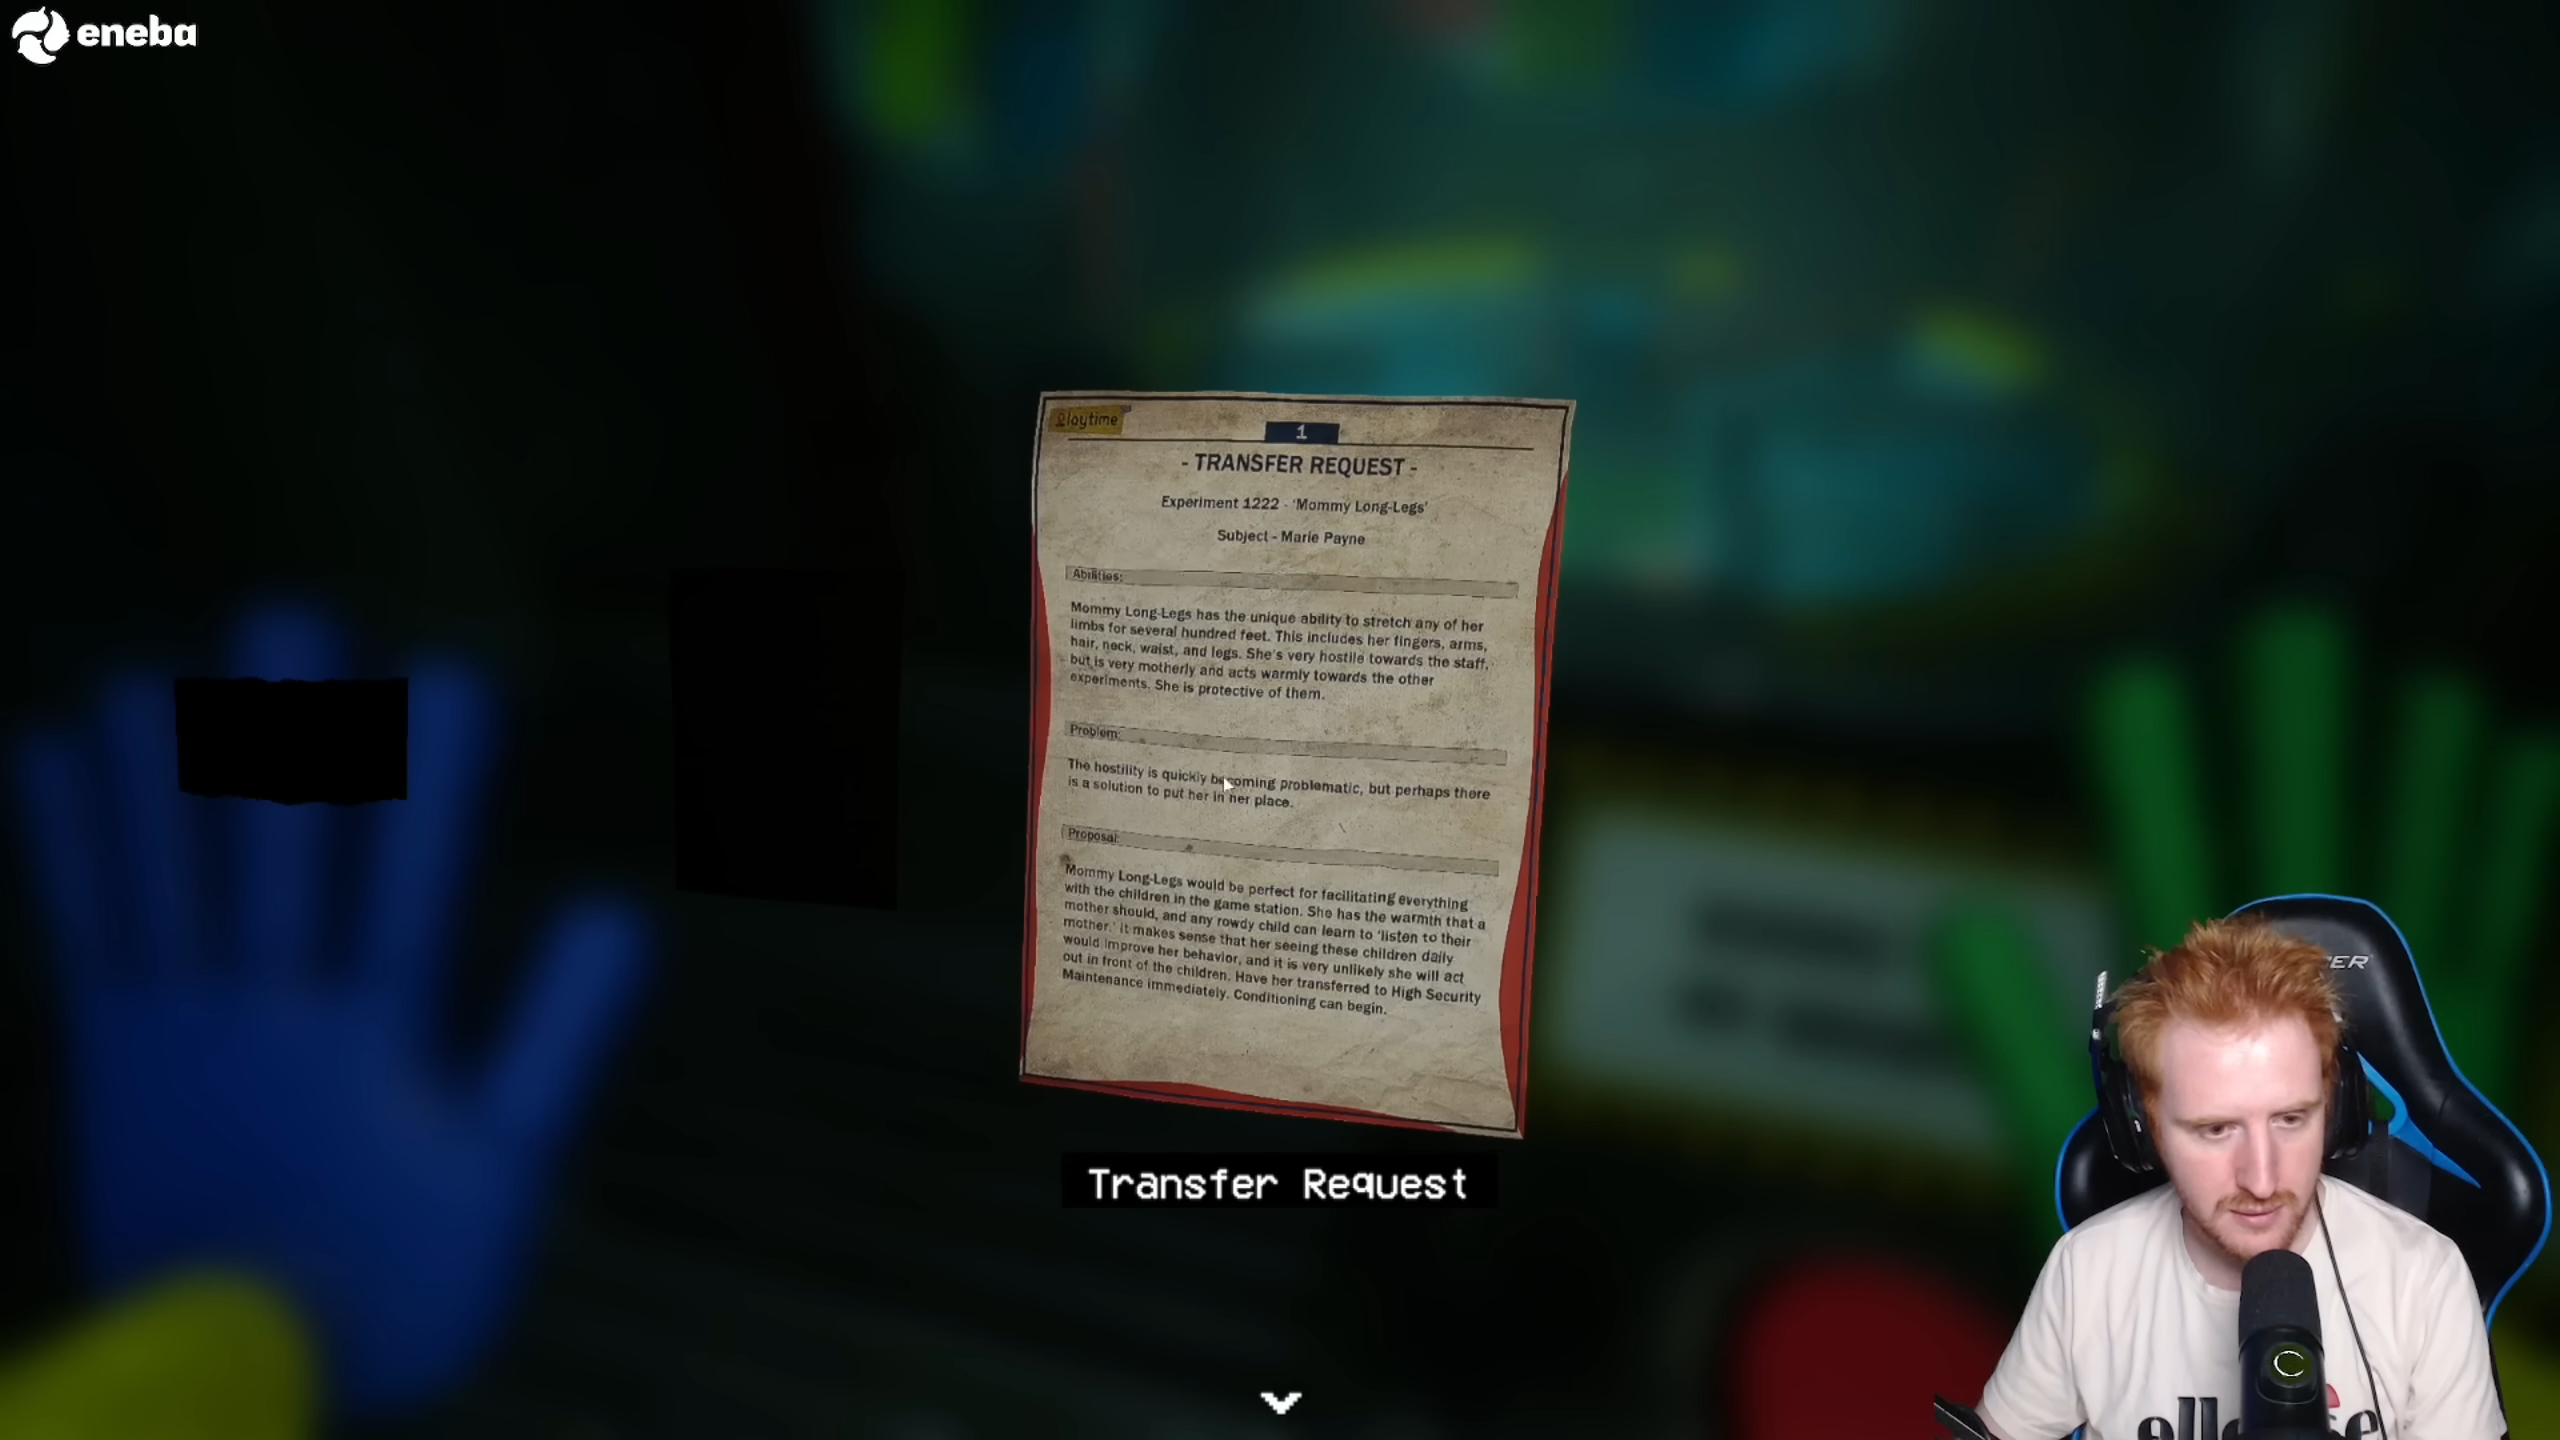 eneba
Playtime
1
- TRANSFER REQUEST -
Experiment 1222 - 'Mommy Long-Legs'
Subject - Marie Payne
Abilities:
Mommy Long-Legs has the unique ability to stretch any of her
limbs for several hundred feet. This includes her fingers, arms,
hair, neck, waist, and legs. She's very hostile towards the staff,
but is very motherly and acts warmly towards the other
experiments. She is protective of them.
Problem:
The hostility is quickly becoming problematic, but perhaps there
is a solution to put her in her place.
Proposal:
Mommy Long-Legs would be perfect for facilitating everything
with the children in the game station. She has the warmth that a
mother should, and any rowdy child can learn to 'listen to their
mother.' It makes sense that her seeing these children daily
would improve her behavior, and it is very unlikely she will act
out in front of the children. Have her transferred to High Security
Maintenance immediately. Conditioning can begin.
Transfer Request